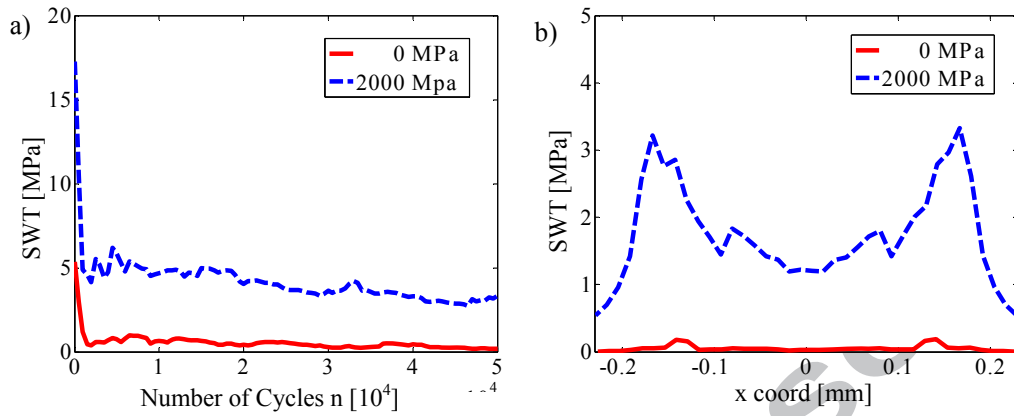 a)
SWT [MPa]
20
15
10
5
0
0 MPa
2000 Mpa
0 1 2 3 4 5
Number of Cycles n [10⁴]
b)
SWT [MPa]
5
4
3
2
1
0
0 MPa
2000 MPa
-0.2 -0.1 0 0.1 0.2
x coord [mm]